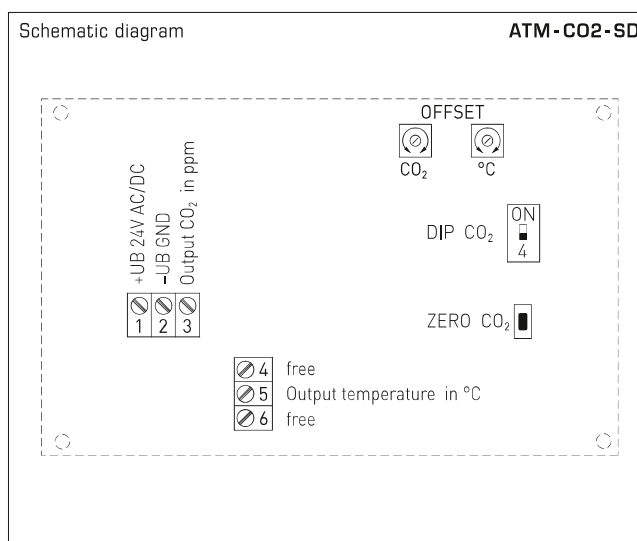 Schematic diagram
ATM-CO2-SD
OFFSET
CO₂
°C
+UB 24V AC/DC
-UB GND
Output CO₂ in ppm
DIP CO₂
ON
4
1
2
3
ZERO CO₂
4 free
5 Output temperature in °C
6 free